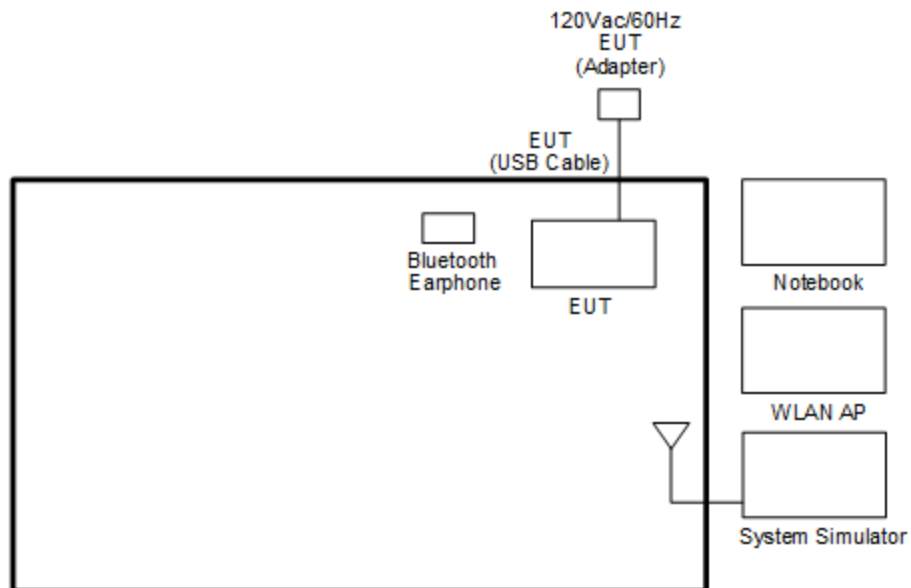 120Vac/60Hz
EUT
(Adapter)
EUT
(USB Cable)
Bluetooth
Earphone
EUT
Notebook
WLAN AP
System Simulator